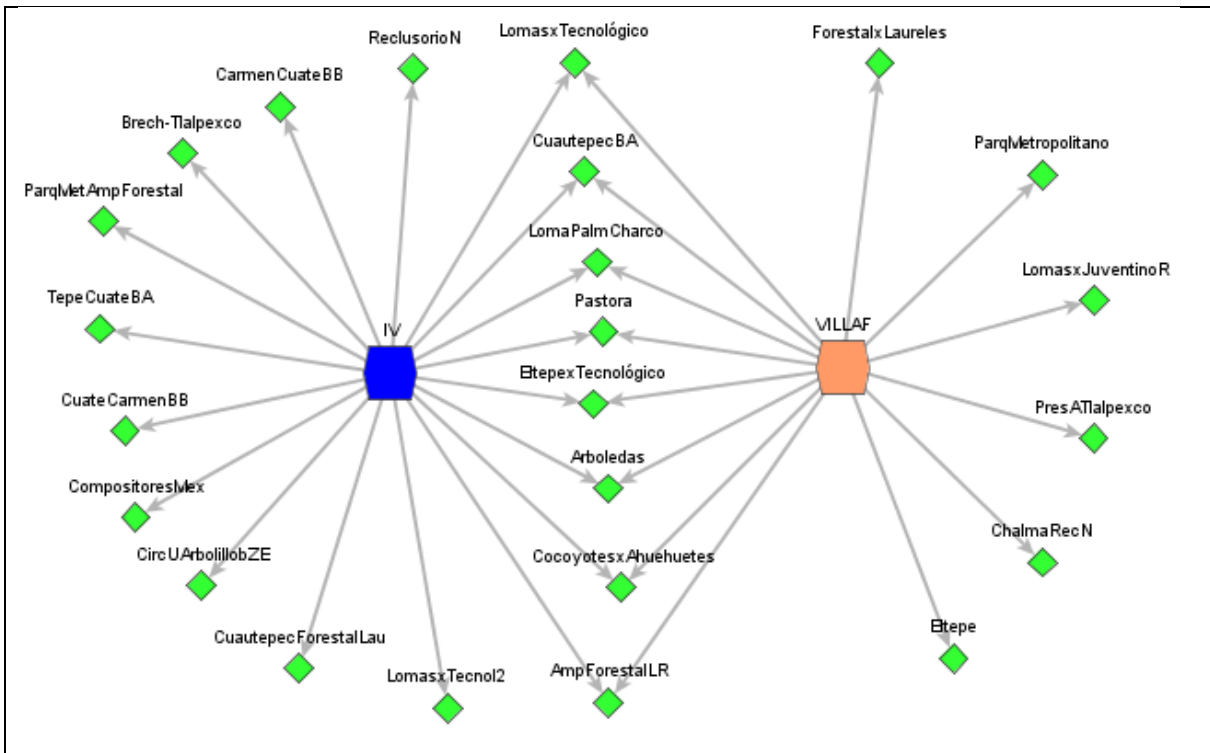 ReclusorioN
LomasxTecnológico
ForestalxLaureles
CarmenCuateBB
Brech-Tlalpexco
CuautepecBA
ParqMetropolitano
ParqMetAmpForestal
LomaPalmCharco
LomasxJuventinoR
TepeCuateBA
Pastora
IV
VILLAF
EltepexTecnológico
CuateCarmenBB
PresATlalpexco
Arboledas
CompositoresMex
ChalmaRecN
CircUArbolillobZE
CocoyotesxAhuehuetes
Eltepe
CuautepecForestalLau
LomasxTecnol2
AmpForestalLR